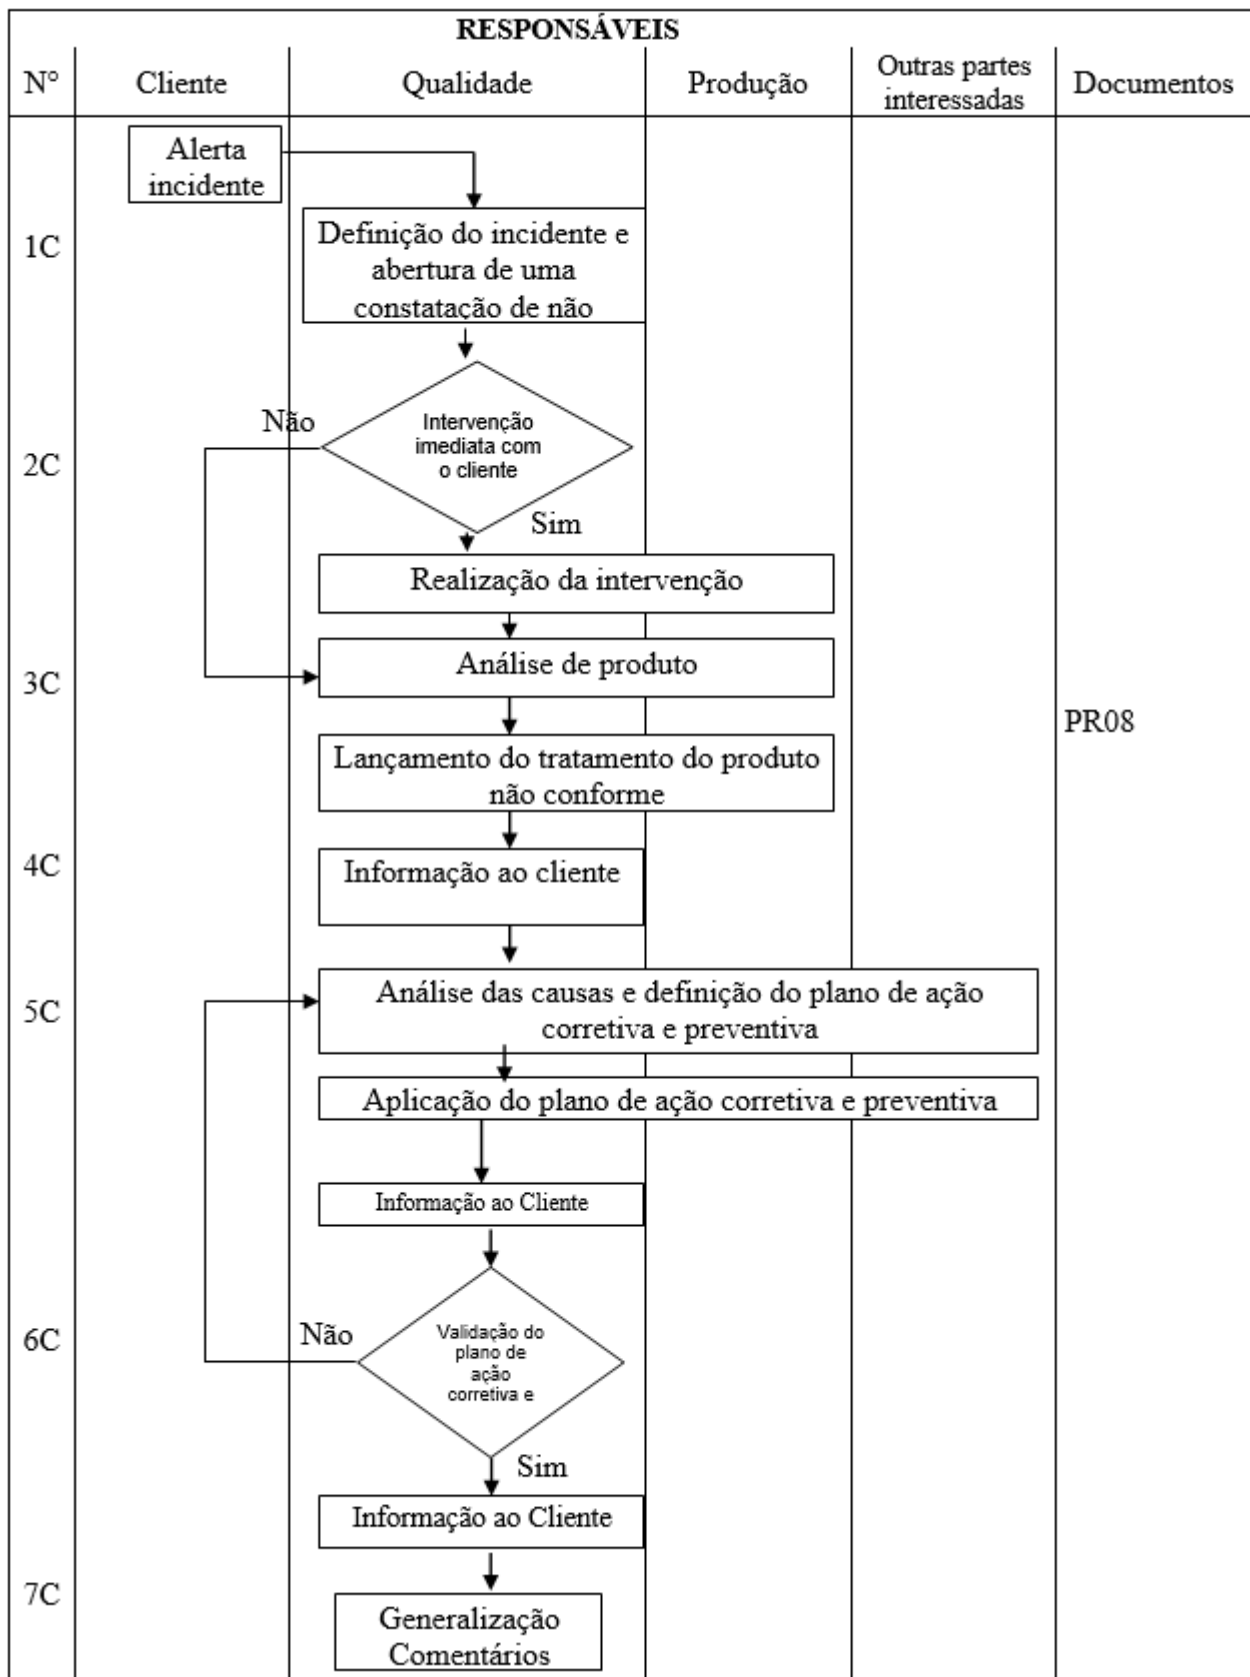 RESPONSÁVEIS
N°
Cliente
Qualidade
Produção
Outras partes
interessadas
Documentos
Alerta
incidente
1C
Definição do incidente e
abertura de uma
constatação de não
Não
2C
Intervenção
imediata com
o cliente
Sim
Realização da intervenção
Análise de produto
3C
PR08
Lançamento do tratamento do produto
não conforme
4C
Informação ao cliente
5C
Análise das causas e definição do plano de ação
corretiva e preventiva
Aplicação do plano de ação corretiva e preventiva
Informação ao Cliente
6C
Não
Validação do
plano de
ação
corretiva e
Sim
Informação ao Cliente
7C
Generalização
Comentários